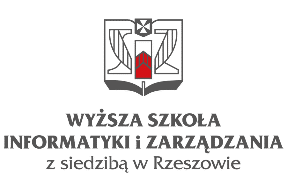 WYŻSZA SZKOŁA
INFORMATYKI i ZARZĄDZANIA
z siedzibą w Rzeszowie